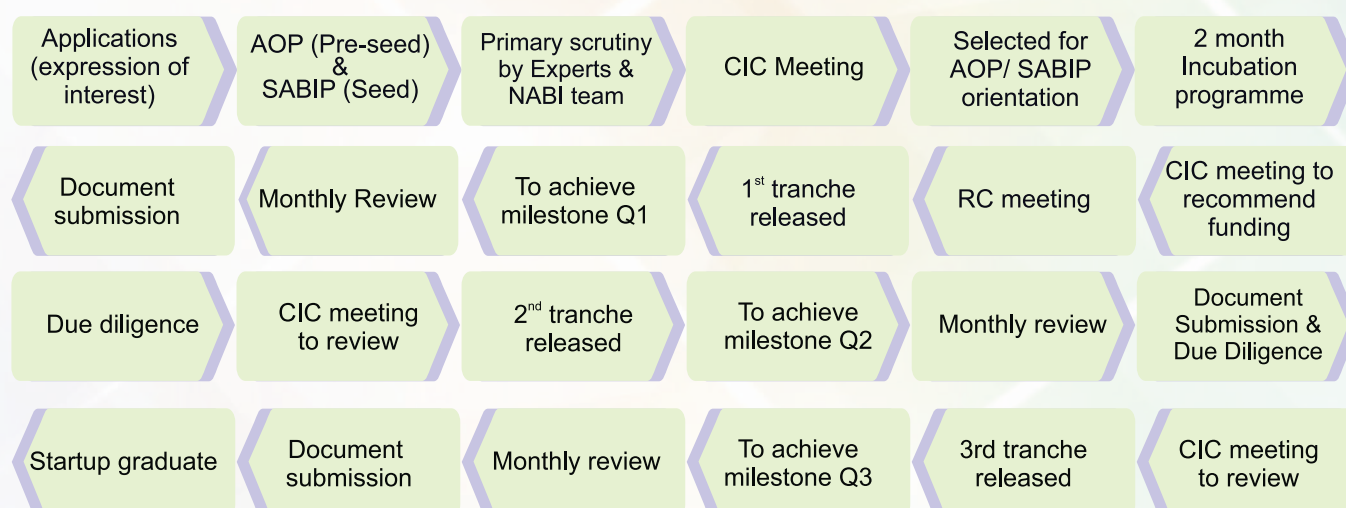 Applications
(expression of
interest)
AOP (Pre-seed)
&
SABIP (Seed)
Primary scrutiny
by Experts &
NABI team
CIC Meeting
Selected for
AOP/ SABIP
orientation
2 month
Incubation
programme
Document
submission
Monthly Review
To achieve
milestone Q1
1st tranche
released
RC meeting
CIC meeting to
recommend
funding
Due diligence
CIC meeting
to review
2nd tranche
released
To achieve
milestone Q2
Monthly review
Document
Submission &
Due Diligence
Startup graduate
Document
submission
Monthly review
To achieve
milestone Q3
3rd tranche
released
CIC meeting
to review